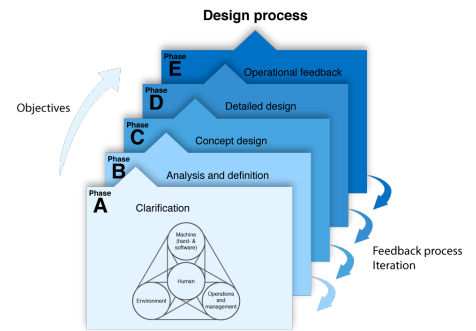 Design process
Phase
E
Operational feedback
Phase
D
Detailed design
Objectives
Phase
C
Concept design
Phase
B
Analysis and definition
Phase
A
Clarification
Machine
(hard- &
software)
Human
Environment
Operations
and
management
Feedback process
Iteration